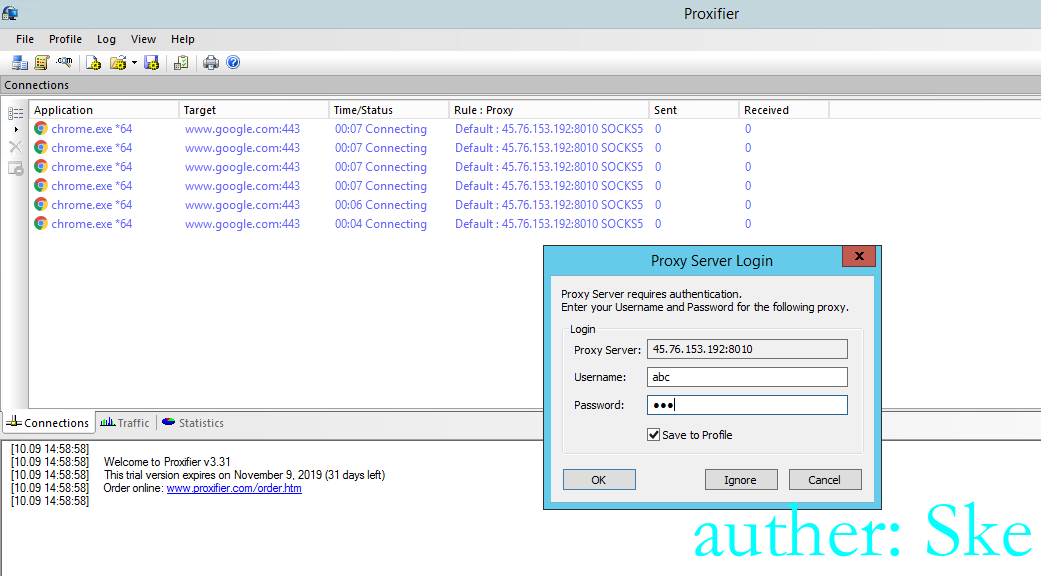 Proxifier
File Profile Log View Help
Connections
Application Target Time/Status Rule : Proxy Sent Received
chrome.exe *64 www.google.com:443 00:07 Connecting Default : 45.76.153.192:8010 SOCKS5 0 0
chrome.exe *64 www.google.com:443 00:07 Connecting Default : 45.76.153.192:8010 SOCKS5 0 0
chrome.exe *64 www.google.com:443 00:07 Connecting Default : 45.76.153.192:8010 SOCKS5 0 0
chrome.exe *64 www.google.com:443 00:07 Connecting Default : 45.76.153.192:8010 SOCKS5 0 0
chrome.exe *64 www.google.com:443 00:06 Connecting Default : 45.76.153.192:8010 SOCKS5 0 0
chrome.exe *64 www.google.com:443 00:04 Connecting Default : 45.76.153.192:8010 SOCKS5 0 0
Proxy Server Login
x
Proxy Server requires authentication.
Enter your Username and Password for the following proxy.
Login
Proxy Server: 45.76.153.192:8010
Username: abc
Password: •••
Save to Profile
OK Ignore Cancel
Connections Traffic Statistics
[10.09 14:58:58]
[10.09 14:58:58] Welcome to Proxifier v3.31
[10.09 14:58:58] This trial version expires on November 9, 2019 (31 days left)
[10.09 14:58:58] Order online: www.proxifier.com/order.htm
[10.09 14:58:58]
auther: Ske